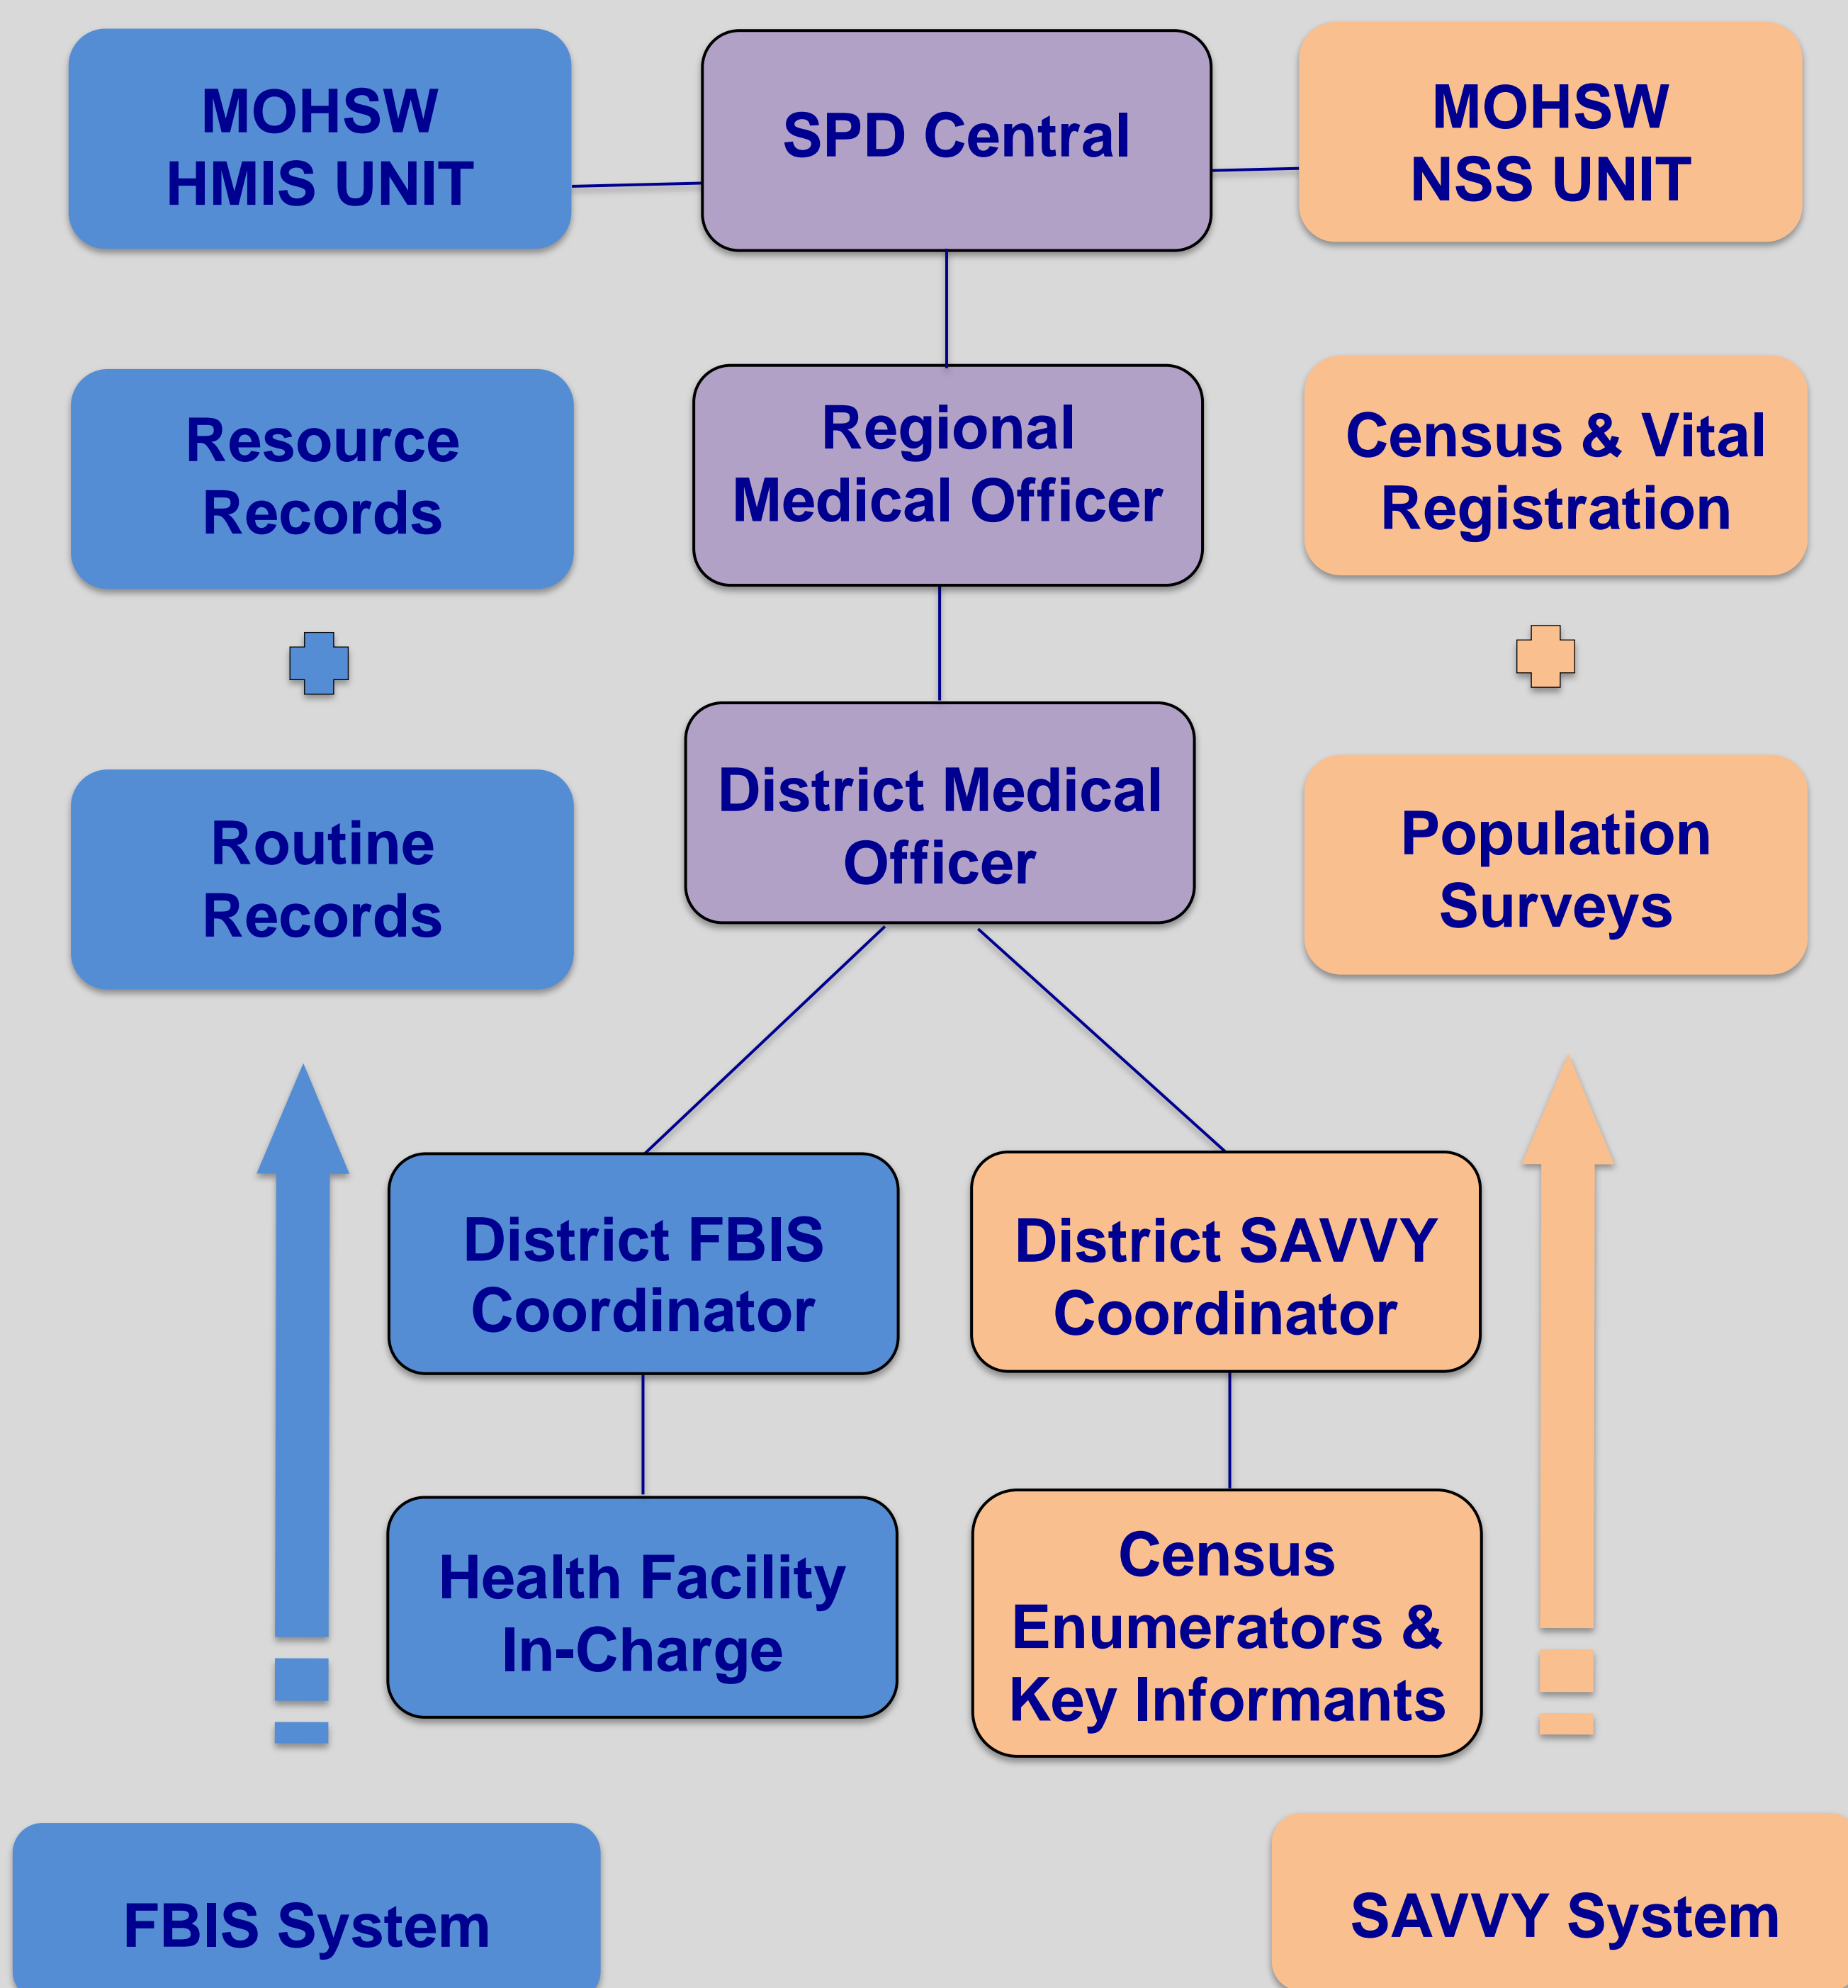 MOHSW
HMIS UNIT
SPD Central
MOHSW
NSS UNIT
Resource
Records
Regional
Medical Officer
Census & Vital
Registration
Routine
Records
District Medical
Officer
Population
Surveys
District FBIS
Coordinator
District SAVVY
Coordinator
Health Facility
In-Charge
Census
Enumerators &
Key Informants
FBIS System
SAVVY System